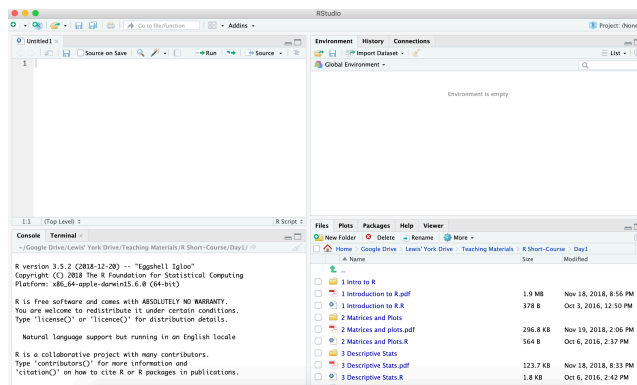 RStudio
Go to file/function
Addins
Project: (None
Untitled1
Source on Save
Run
Source
1
1:1
(Top Level)
R Script
Console Terminal
~/Google Drive/Lewis' York Drive/Teaching Materials/R Short-Course/Day1/
R version 3.5.2 (2018-12-20) -- "Eggshell Igloo"
Copyright (C) 2018 The R Foundation for Statistical Computing
Platform: x86_64-apple-darwin15.6.0 (64-bit)
R is free software and comes with ABSOLUTELY NO WARRANTY.
You are welcome to redistribute it under certain conditions.
Type 'license()' or 'licence()' for distribution details.
Natural language support but running in an English locale
R is a collaborative project with many contributors.
Type 'contributors()' for more information and
'citation()' on how to cite R or R packages in publications.
Environment History Connections
Import Dataset
List
Global Environment
Environment is empty
Files Plots Packages Help Viewer
New Folder Delete Rename More
Home Google Drive Lewis' York Drive Teaching Materials R Short-Course Day1
Name Size Modified
..
1 Intro to R
1 Introduction to R.pdf 1.9 MB Nov 18, 2018, 8:56 PM
1 Introduction to R.R 378 B Oct 3, 2016, 12:50 PM
2 Matrices and Plots
2 Matrices and plots.pdf 296.8 KB Nov 19, 2018, 2:06 PM
2 Matrices and Plots.R 564 B Oct 6, 2016, 2:37 PM
3 Descriptive Stats
3 Descriptive Stats.pdf 123.7 KB Nov 18, 2018, 8:33 PM
3 Descriptive Stats.R 1.8 KB Oct 6, 2016, 2:42 PM